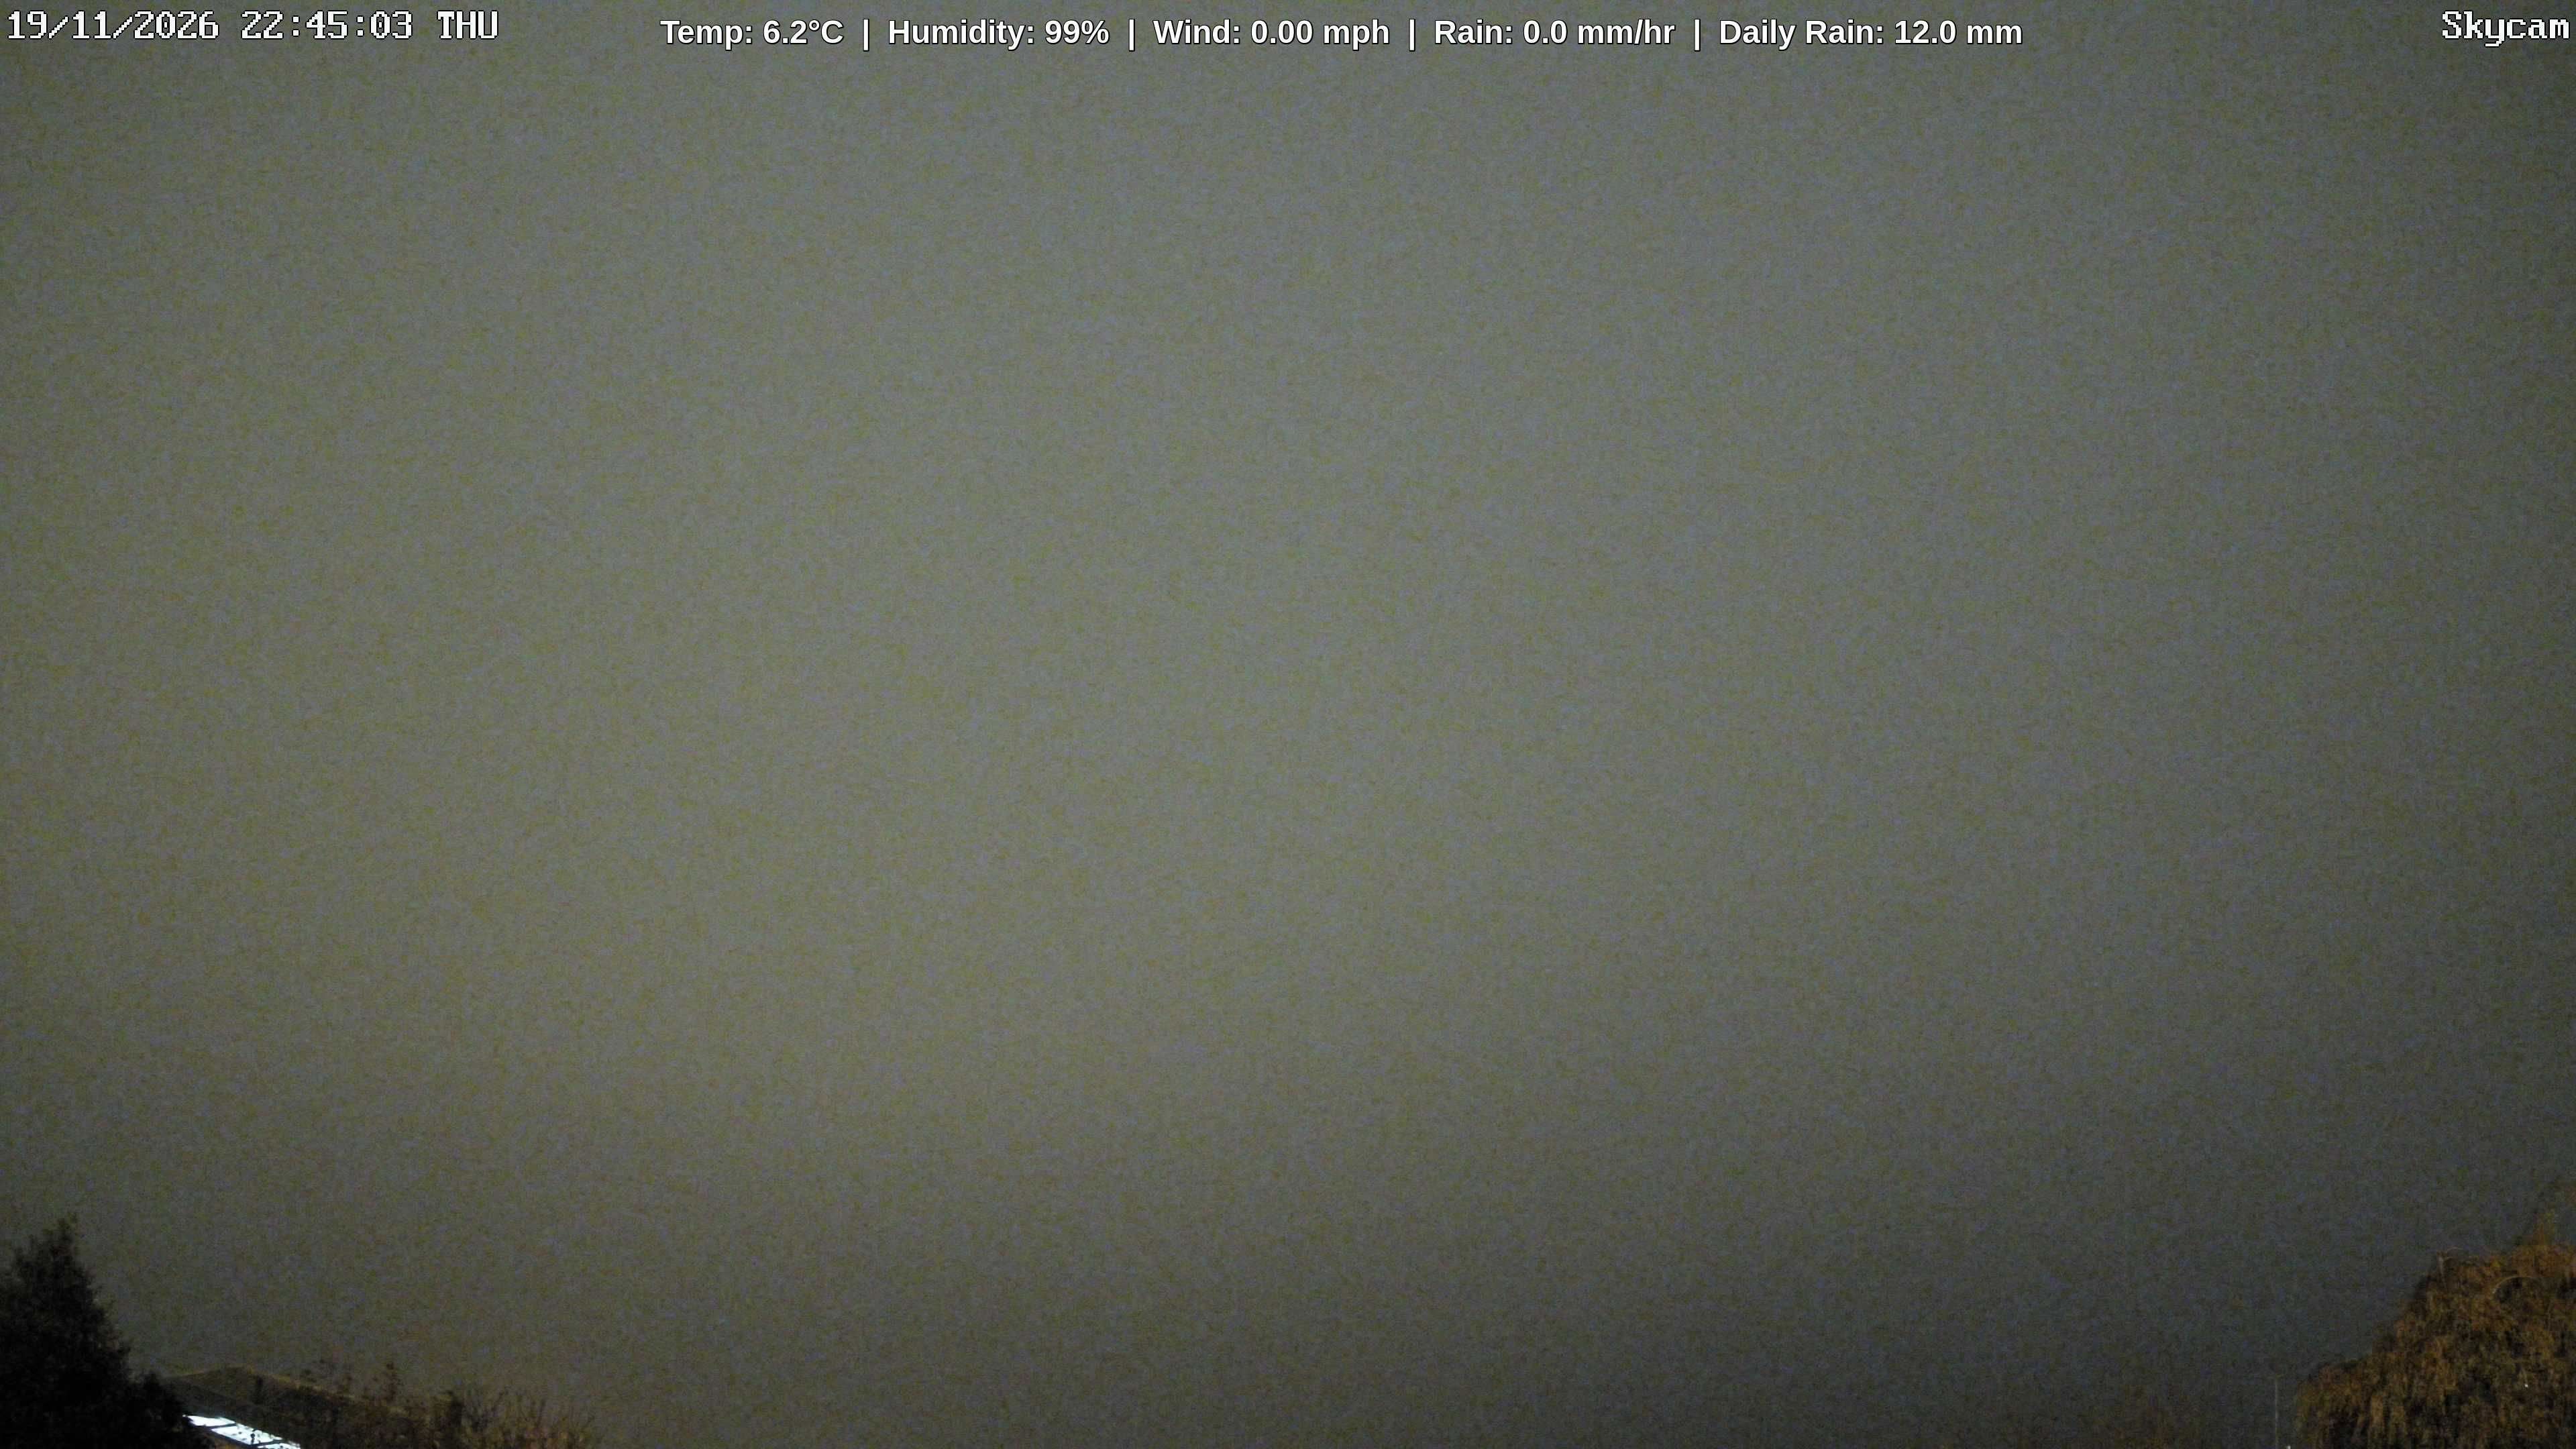 19/11/2026 22:45:03 THU
Temp: 6.2°C | Humidity: 99% | Wind: 0.00 mph | Rain: 0.0 mm/hr | Daily Rain: 12.0 mm
Skycam